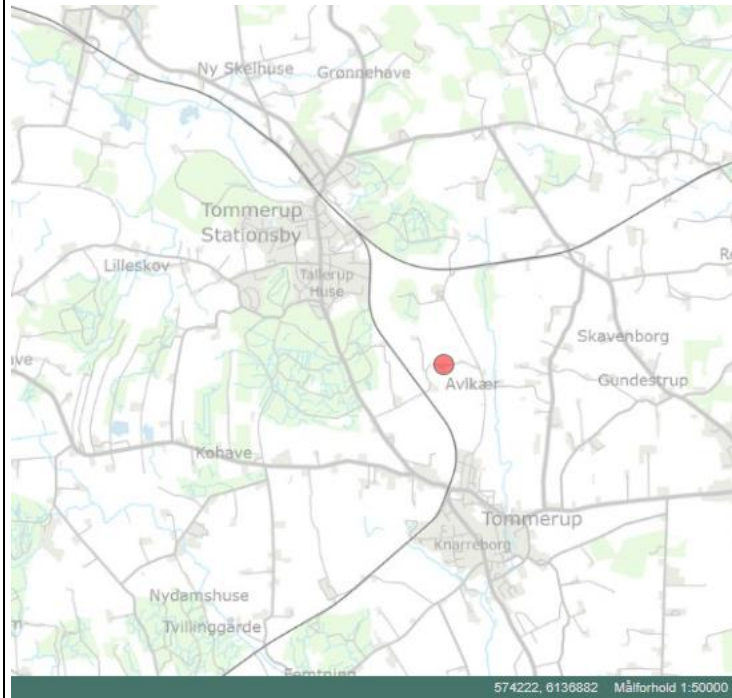 Ny Skelhuse
Grønnehave
Tommerup
Stationsby
Lilleskov
Tallerup
Huse
Skavenborg
Avlkær
Gundestrup
Kohave
Tommerup
Knarreborg
Nydamshuse
Tvillinggårde
574222, 6136882 Målforhold 1:50000